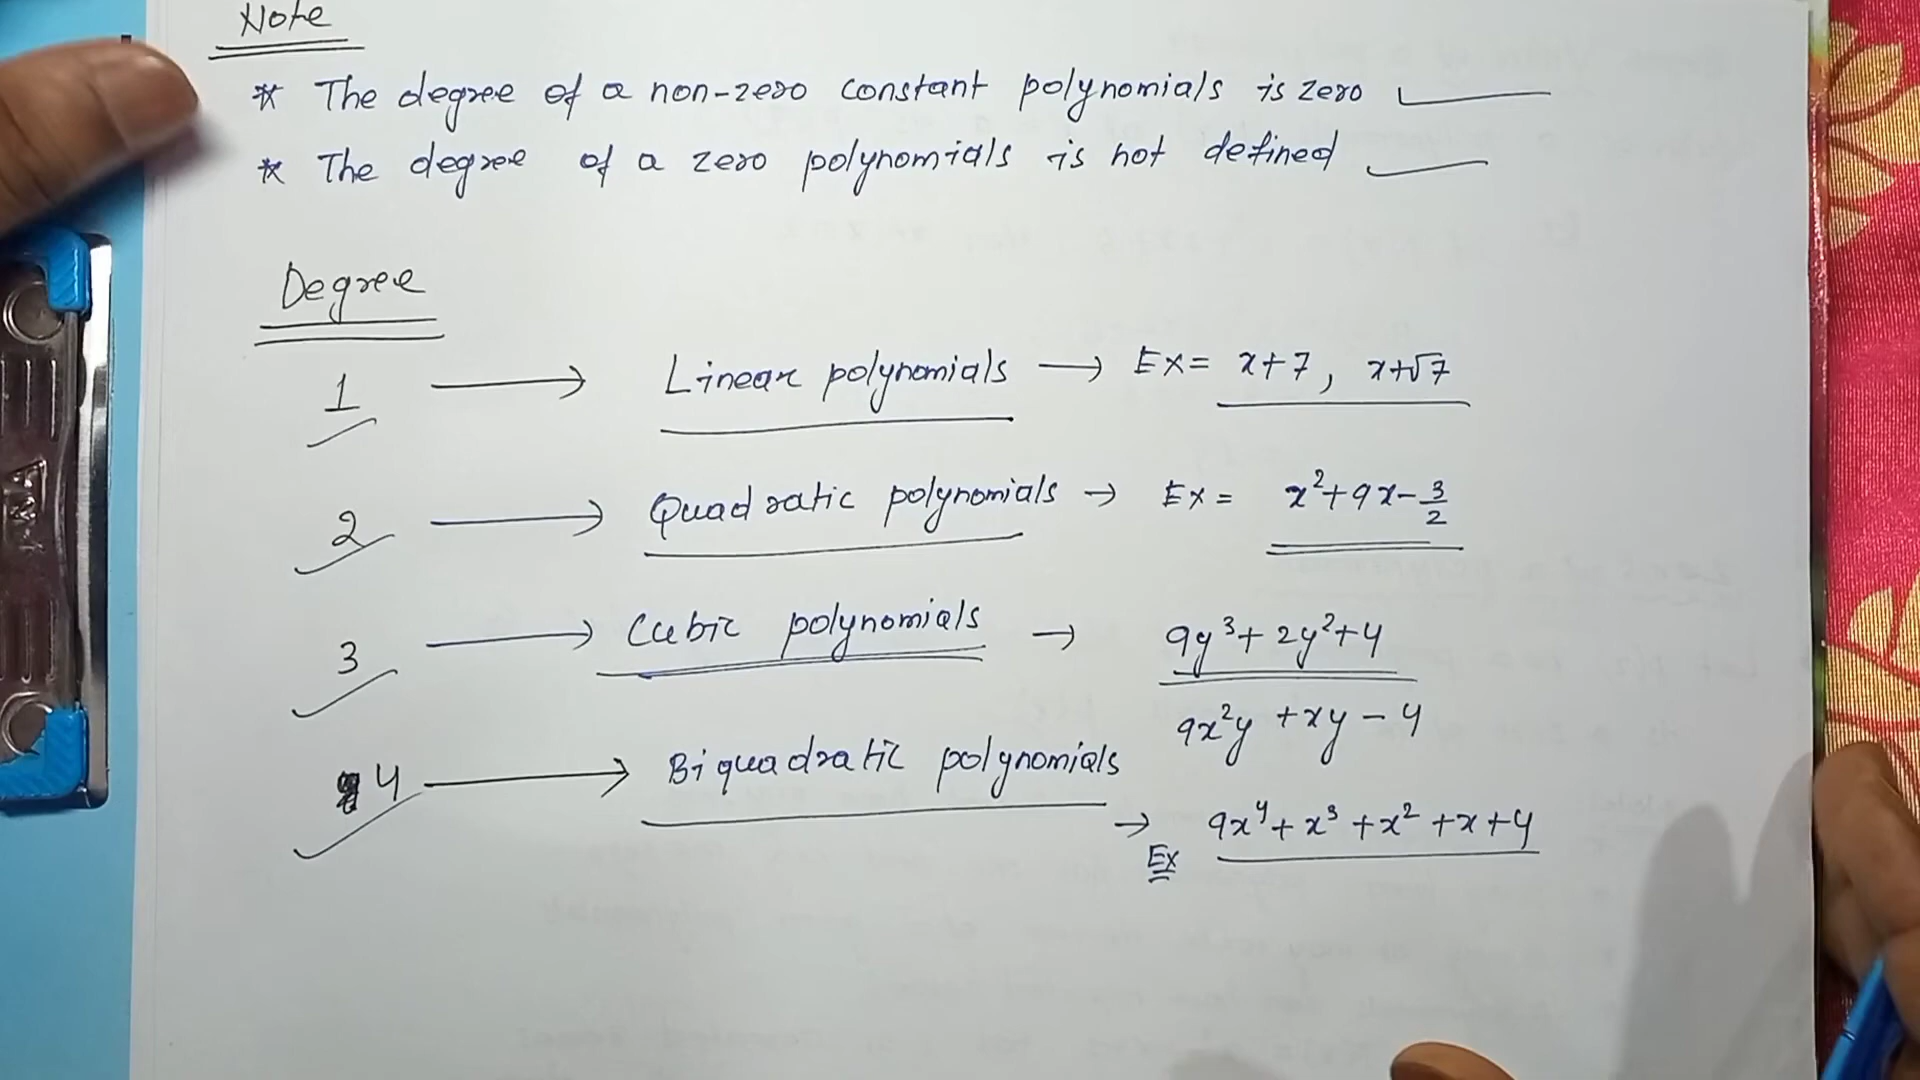 Note
* The degree of a non-zero constant polynomials is zero
* The degree of a zero polynomials is not defined
Degree
1 → Linear polynomials → Ex = x+7, x+√7
2 → Quadratic polynomials → Ex = x²+9x-3/2
3 → Cubic polynomials → 9y³+2y²+4
9x²y+xy-4
4 → Biquadratic polynomials
→ Ex 9x⁴+x³+x²+x+4